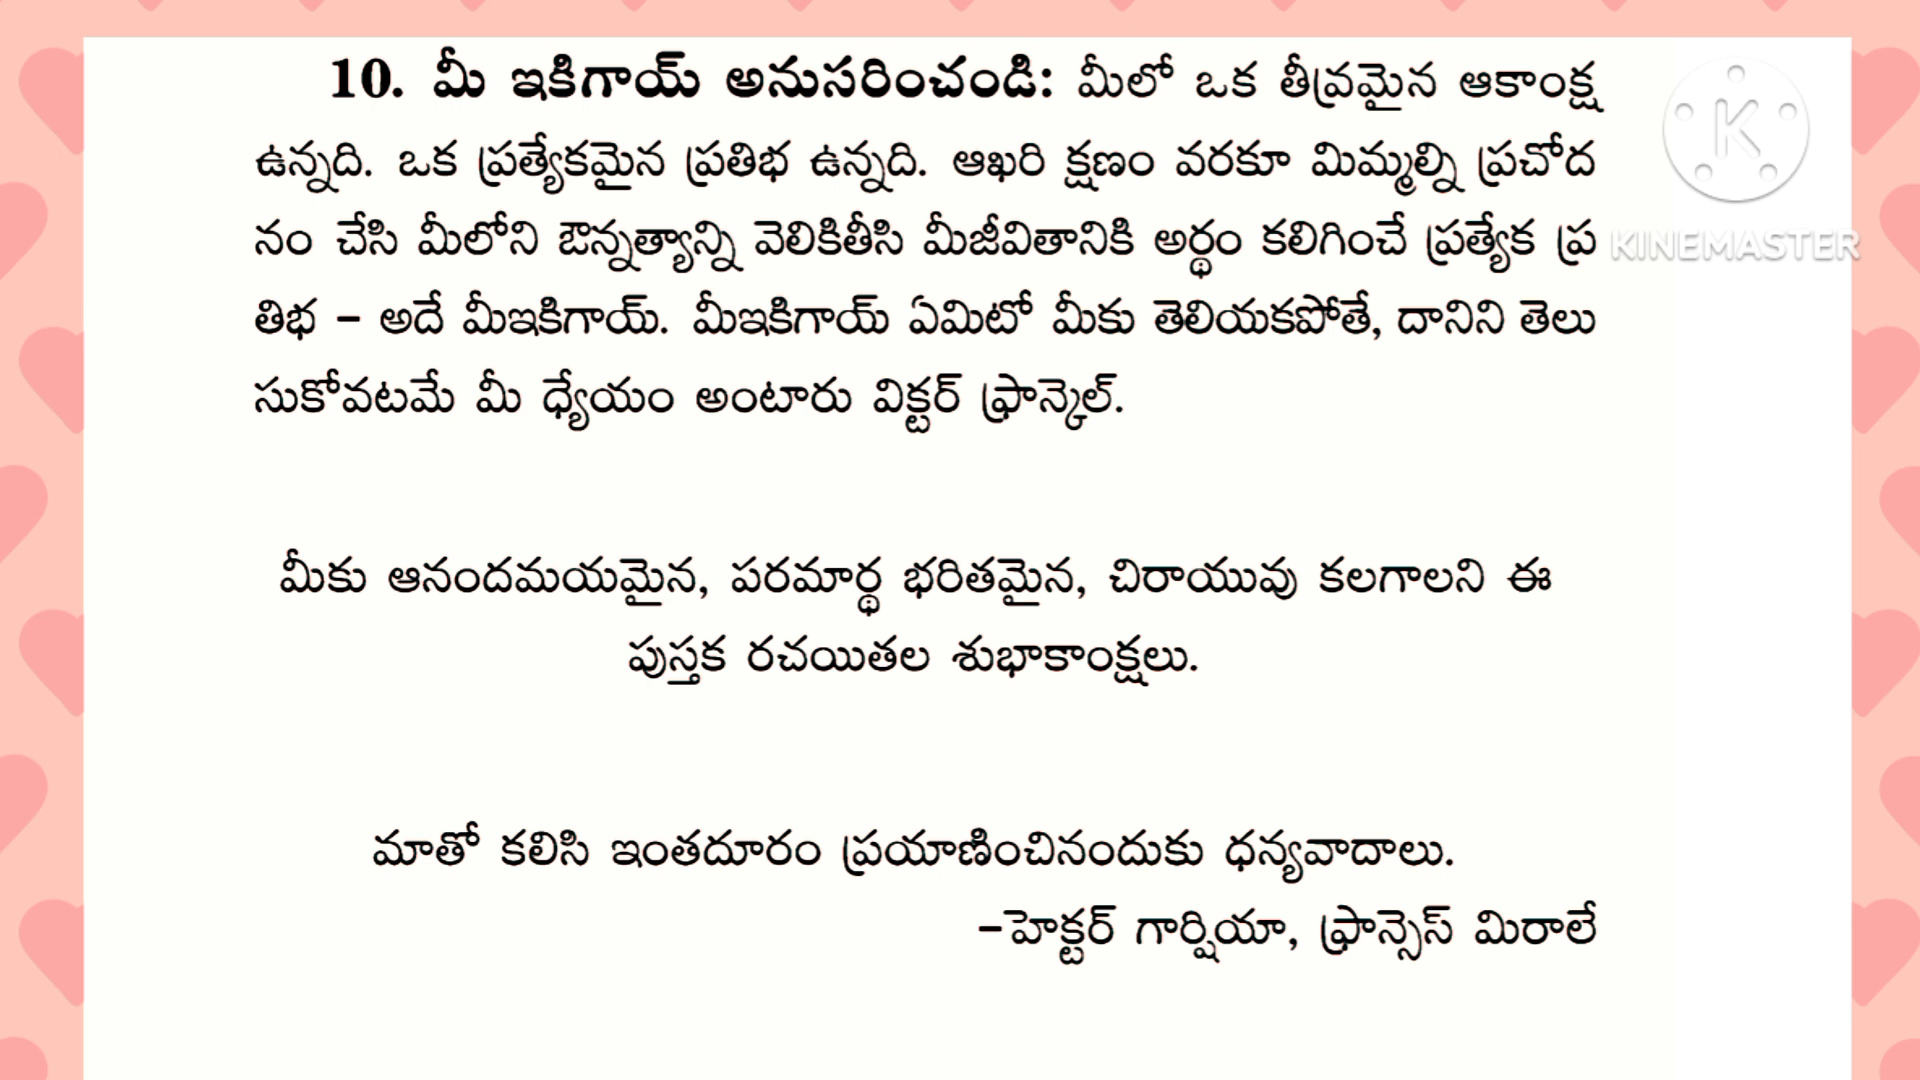 10. మీ ఇకిగాయ్ అనుసరించండి: మీలో ఒక తీవ్రమైన ఆకాంక్ష
ఉన్నది. ఒక ప్రత్యేకమైన ప్రతిభ ఉన్నది. ఆఖరి క్షణం వరకూ మిమ్మల్ని ప్రచోద
నం చేసి మీలోని ఔన్నత్యాన్ని వెలికితీసి మీజీవితానికి అర్థం కలిగించే ప్రత్యేక ప్ర
తిభ – అదే మీఇకిగాయ్. మీఇకిగాయ్ ఏమిటో మీకు తెలియకపోతే, దానిని తెలు
సుకోవటమే మీ ధ్యేయం అంటారు విక్టర్ ఫ్రాన్కెల్.
మీకు ఆనందమయమైన, పరమార్థ భరితమైన, చిరాయువు కలగాలని ఈ
పుస్తక రచయితల శుభాకాంక్షలు.
మాతో కలిసి ఇంతదూరం ప్రయాణించినందుకు ధన్యవాదాలు.
–హెక్టర్ గార్షియా, ఫ్రాన్సెస్ మిరాలే
K
KINEMASTER